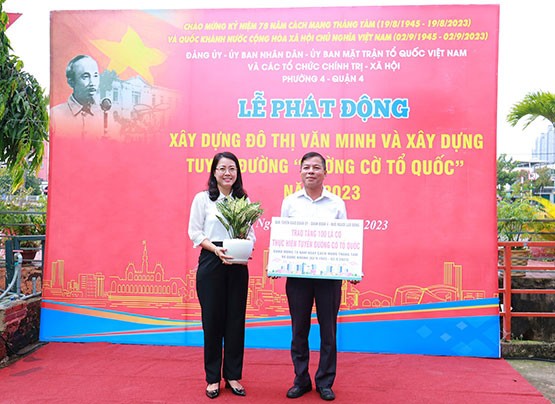 CHÀO MỪNG KỶ NIỆM 78 NĂM CÁCH MẠNG THÁNG TÁM (19/8/1945 - 19/8/2023)
VÀ QUỐC KHÁNH NƯỚC CỘNG HÒA XÃ HỘI CHỦ NGHĨA VIỆT NAM (02/9/1945 - 02/9/2023)
ĐẢNG ỦY - ỦY BAN NHÂN DÂN - ỦY BAN MẶT TRẬN TỔ QUỐC VIỆT NAM
VÀ CÁC TỔ CHỨC CHÍNH TRỊ - XÃ HỘI
PHƯỜNG 4 - QUẬN 4
LỄ PHÁT ĐỘNG
XÂY DỰNG ĐÔ THỊ VĂN MINH VÀ XÂY DỰNG
TUY ĐƯỜNG " ỜNG CỜ TỔ QUỐC"
NĂ 2023
TRAO TẶNG 100 LÁ CỜ
THỰC HIỆN TUYẾN ĐƯỜNG CỜ TỔ QUỐC